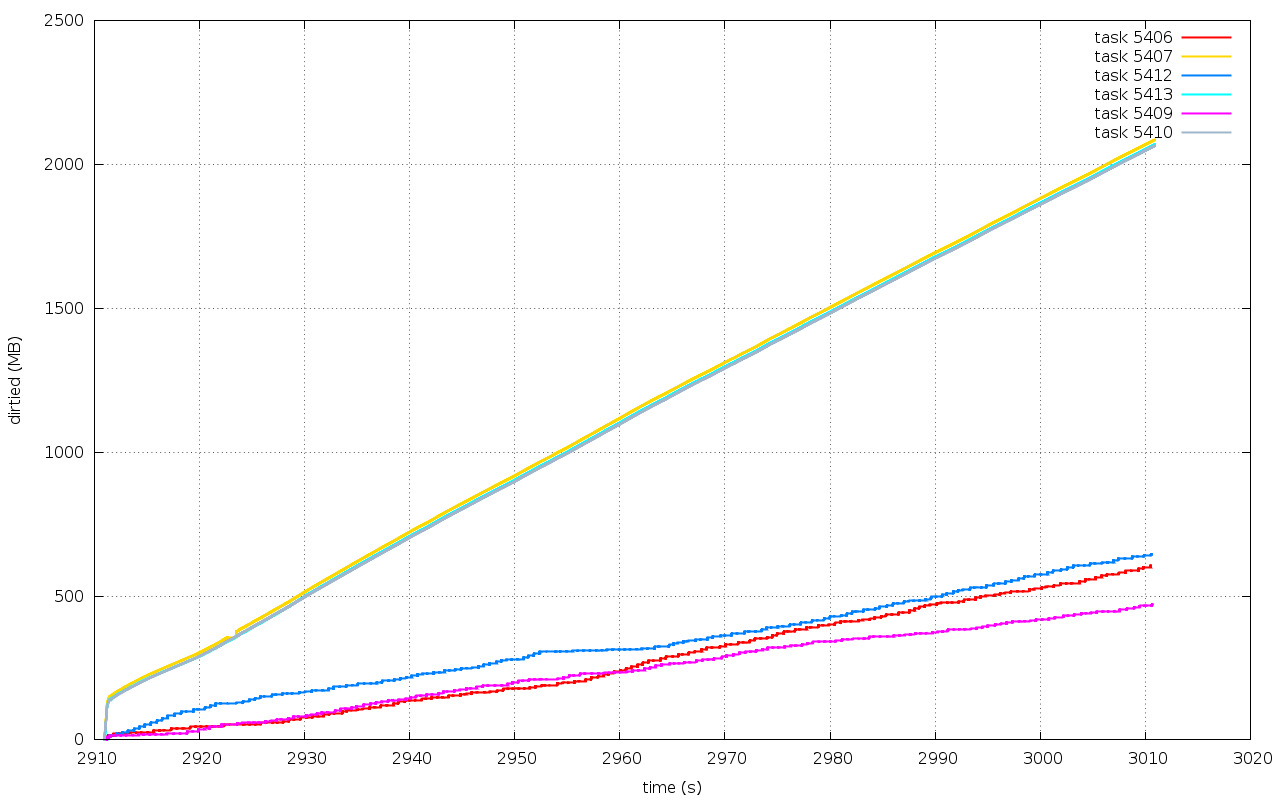 2500
2000
1500
1000
500
0
dirtied (MB)
task 5406
task 5407
task 5412
task 5413
task 5409
task 5410
2910 2920 2930 2940 2950 2960 2970 2980 2990 3000 3010 3020
time (s)